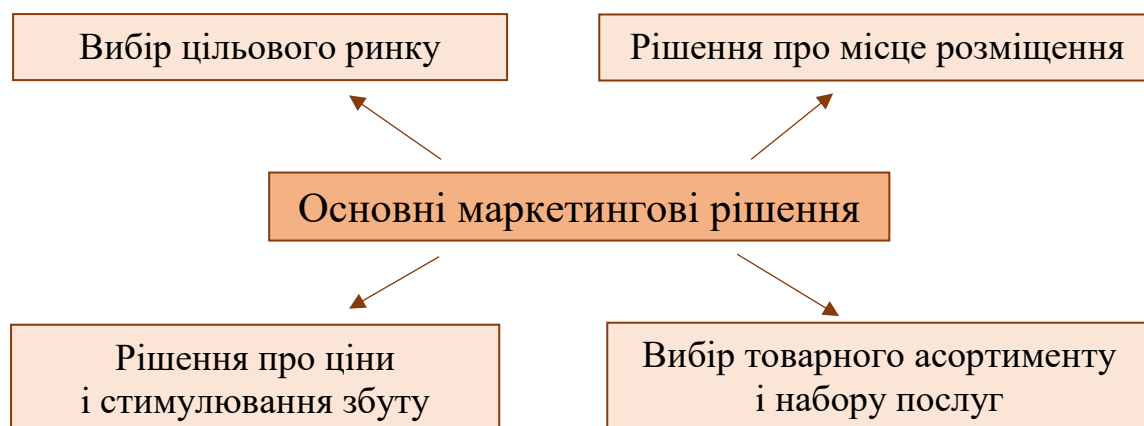 Вибір цільового ринку
Рішення про місце розміщення
Основні маркетингові рішення
Рішення про ціни
і стимулювання збуту
Вибір товарного асортименту
і набору послуг